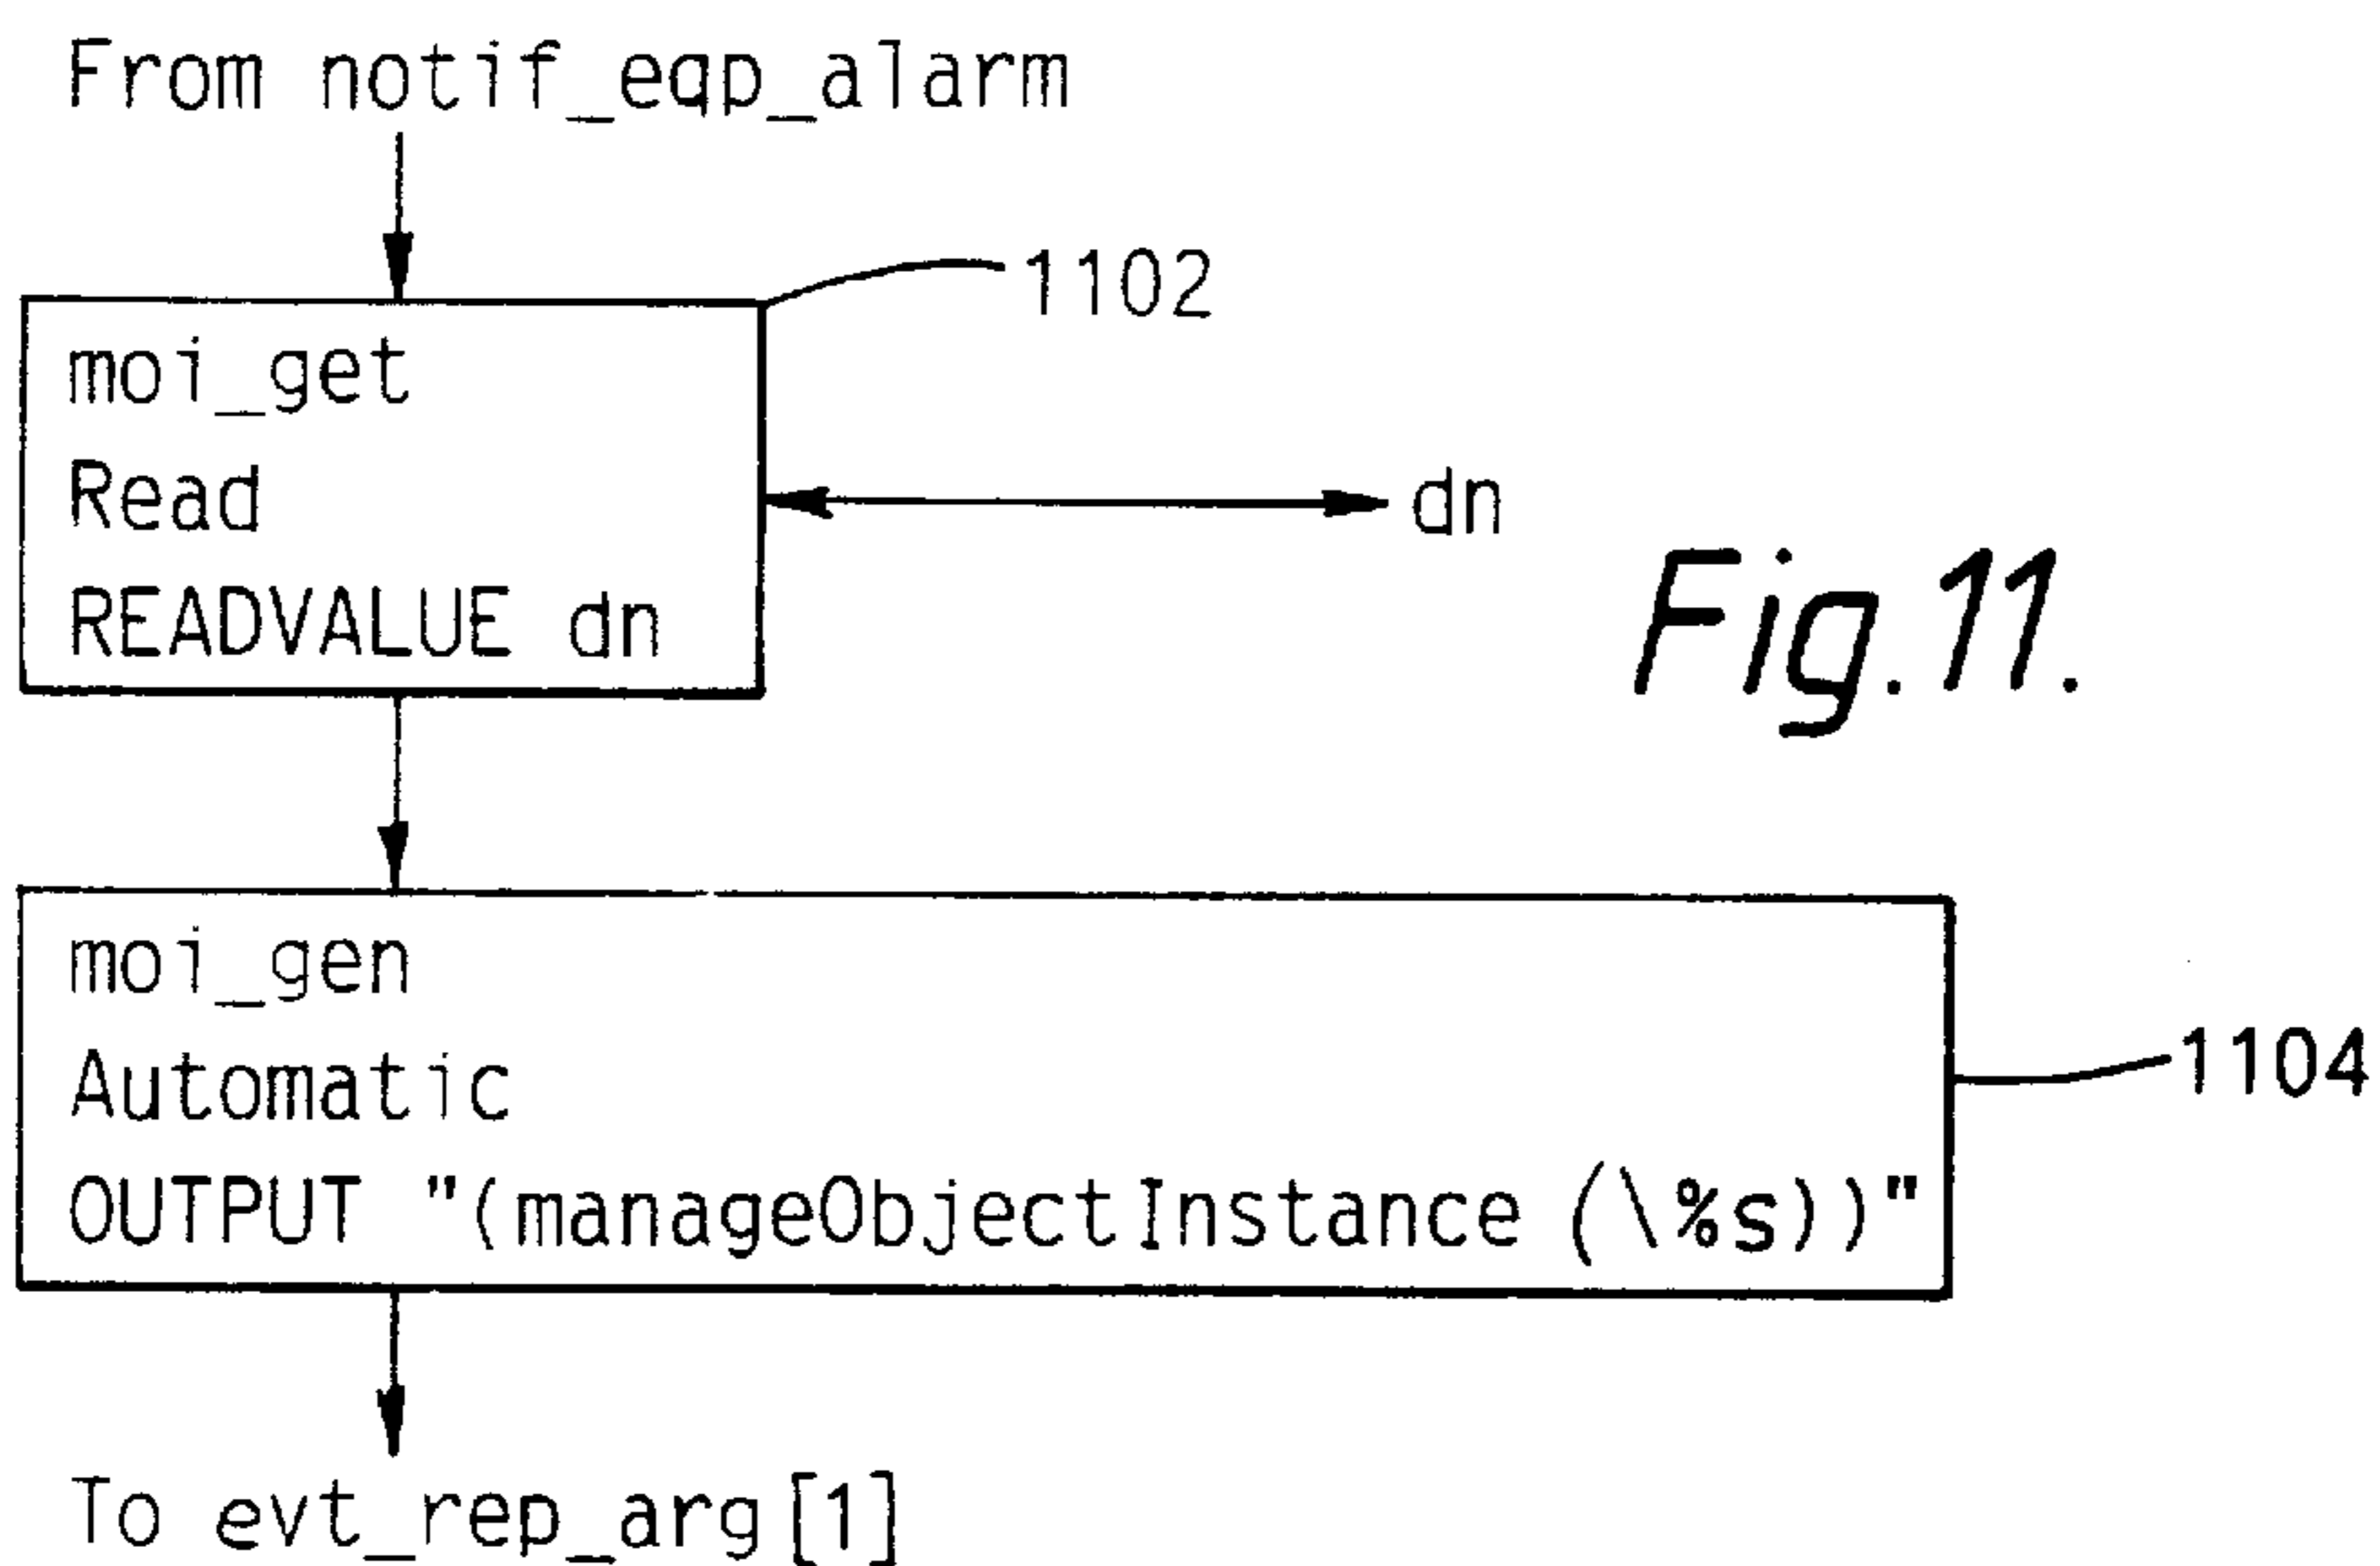 From notif_eqp_alarm
1102
moi_get
Read
READVALUE dn
dn
Fig.11.
moi_gen
Automatic
OUTPUT "(manageObjectInstance (\%s))"
1104
To evt_rep_arg[1]